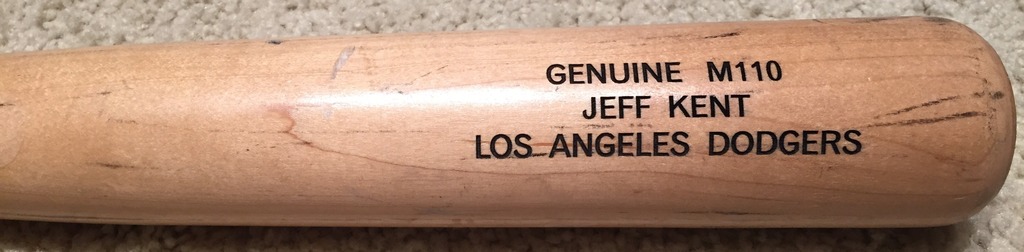 GENUINE M110
JEFF KENT
LOS ANGELES DODGERS